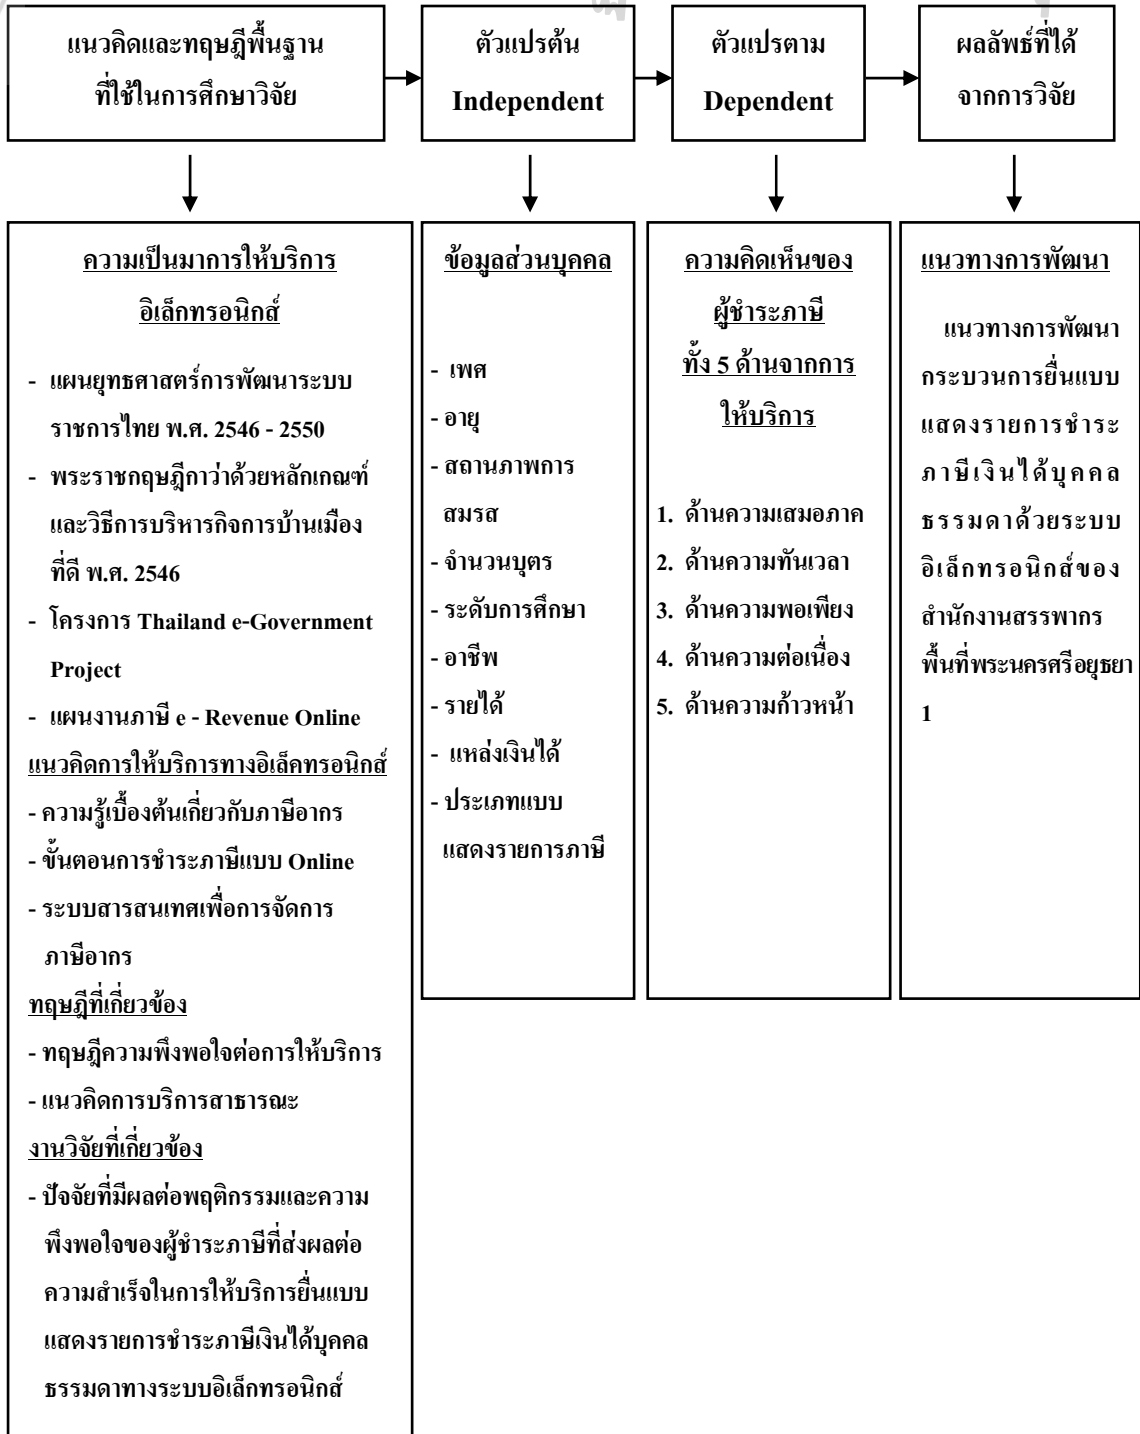 แนวคิดและทฤษฎีพื้นฐาน
ที่ใช้ในการศึกษาวิจัย
ตัวแปรต้น
Independent
ตัวแปรตาม
Dependent
ผลลัพธ์ที่ได้
จากการวิจัย
ความเป็นมาการให้บริการ
อิเล็กทรอนิกส์
- แผนยุทธศาสตร์การพัฒนาระบบ
ราชการไทย พ.ศ. 2546 - 2550
- พระราชกฤษฎีกาว่าด้วยหลักเกณฑ์
และวิธีการบริหารกิจการบ้านเมือง
ที่ดี พ.ศ. 2546
- โครงการ Thailand e-Government
Project
- แผนงานภาษี e - Revenue Online
แนวคิดการให้บริการทางอิเล็คทรอนิกส์
- ความรู้เบื้องต้นเกี่ยวกับภาษีอากร
- ขั้นตอนการชำระภาษีแบบ Online
- ระบบสารสนเทศเพื่อการจัดการ
ภาษีอากร
ทฤษฎีที่เกี่ยวข้อง
- ทฤษฎีความพึงพอใจต่อการให้บริการ
- แนวคิดการบริการสาธารณะ
งานวิจัยที่เกี่ยวข้อง
- ปัจจัยที่มีผลต่อพฤติกรรมและความ
พึงพอใจของผู้ชำระภาษีที่ส่งผลต่อ
ความสำเร็จในการให้บริการยื่นแบบ
แสดงรายการชำระภาษีเงินได้บุคคล
ธรรมดาทางระบบอิเล็กทรอนิกส์
ข้อมูลส่วนบุคคล
- เพศ
- อายุ
- สถานภาพการ
สมรส
- จำนวนบุตร
- ระดับการศึกษา
- อาชีพ
- รายได้
- แหล่งเงินได้
- ประเภทแบบ
แสดงรายการภาษี
ความคิดเห็นของ
ผู้ชำระภาษี
ทั้ง 5 ด้านจากการ
ให้บริการ
1. ด้านความเสมอภาค
2. ด้านความทันเวลา
3. ด้านความพอเพียง
4. ด้านความต่อเนื่อง
5. ด้านความก้าวหน้า
แนวทางการพัฒนา
แนวทางการพัฒนา
กระบวนการยื่นแบบ
แสดงรายการชำระ
ภาษีเงินได้บุคคล
ธรรมดาด้วยระบบ
อิเล็กทรอนิกส์ของ
สำนักงานสรรพากร
พื้นที่พระนครศรีอยุธยา
1